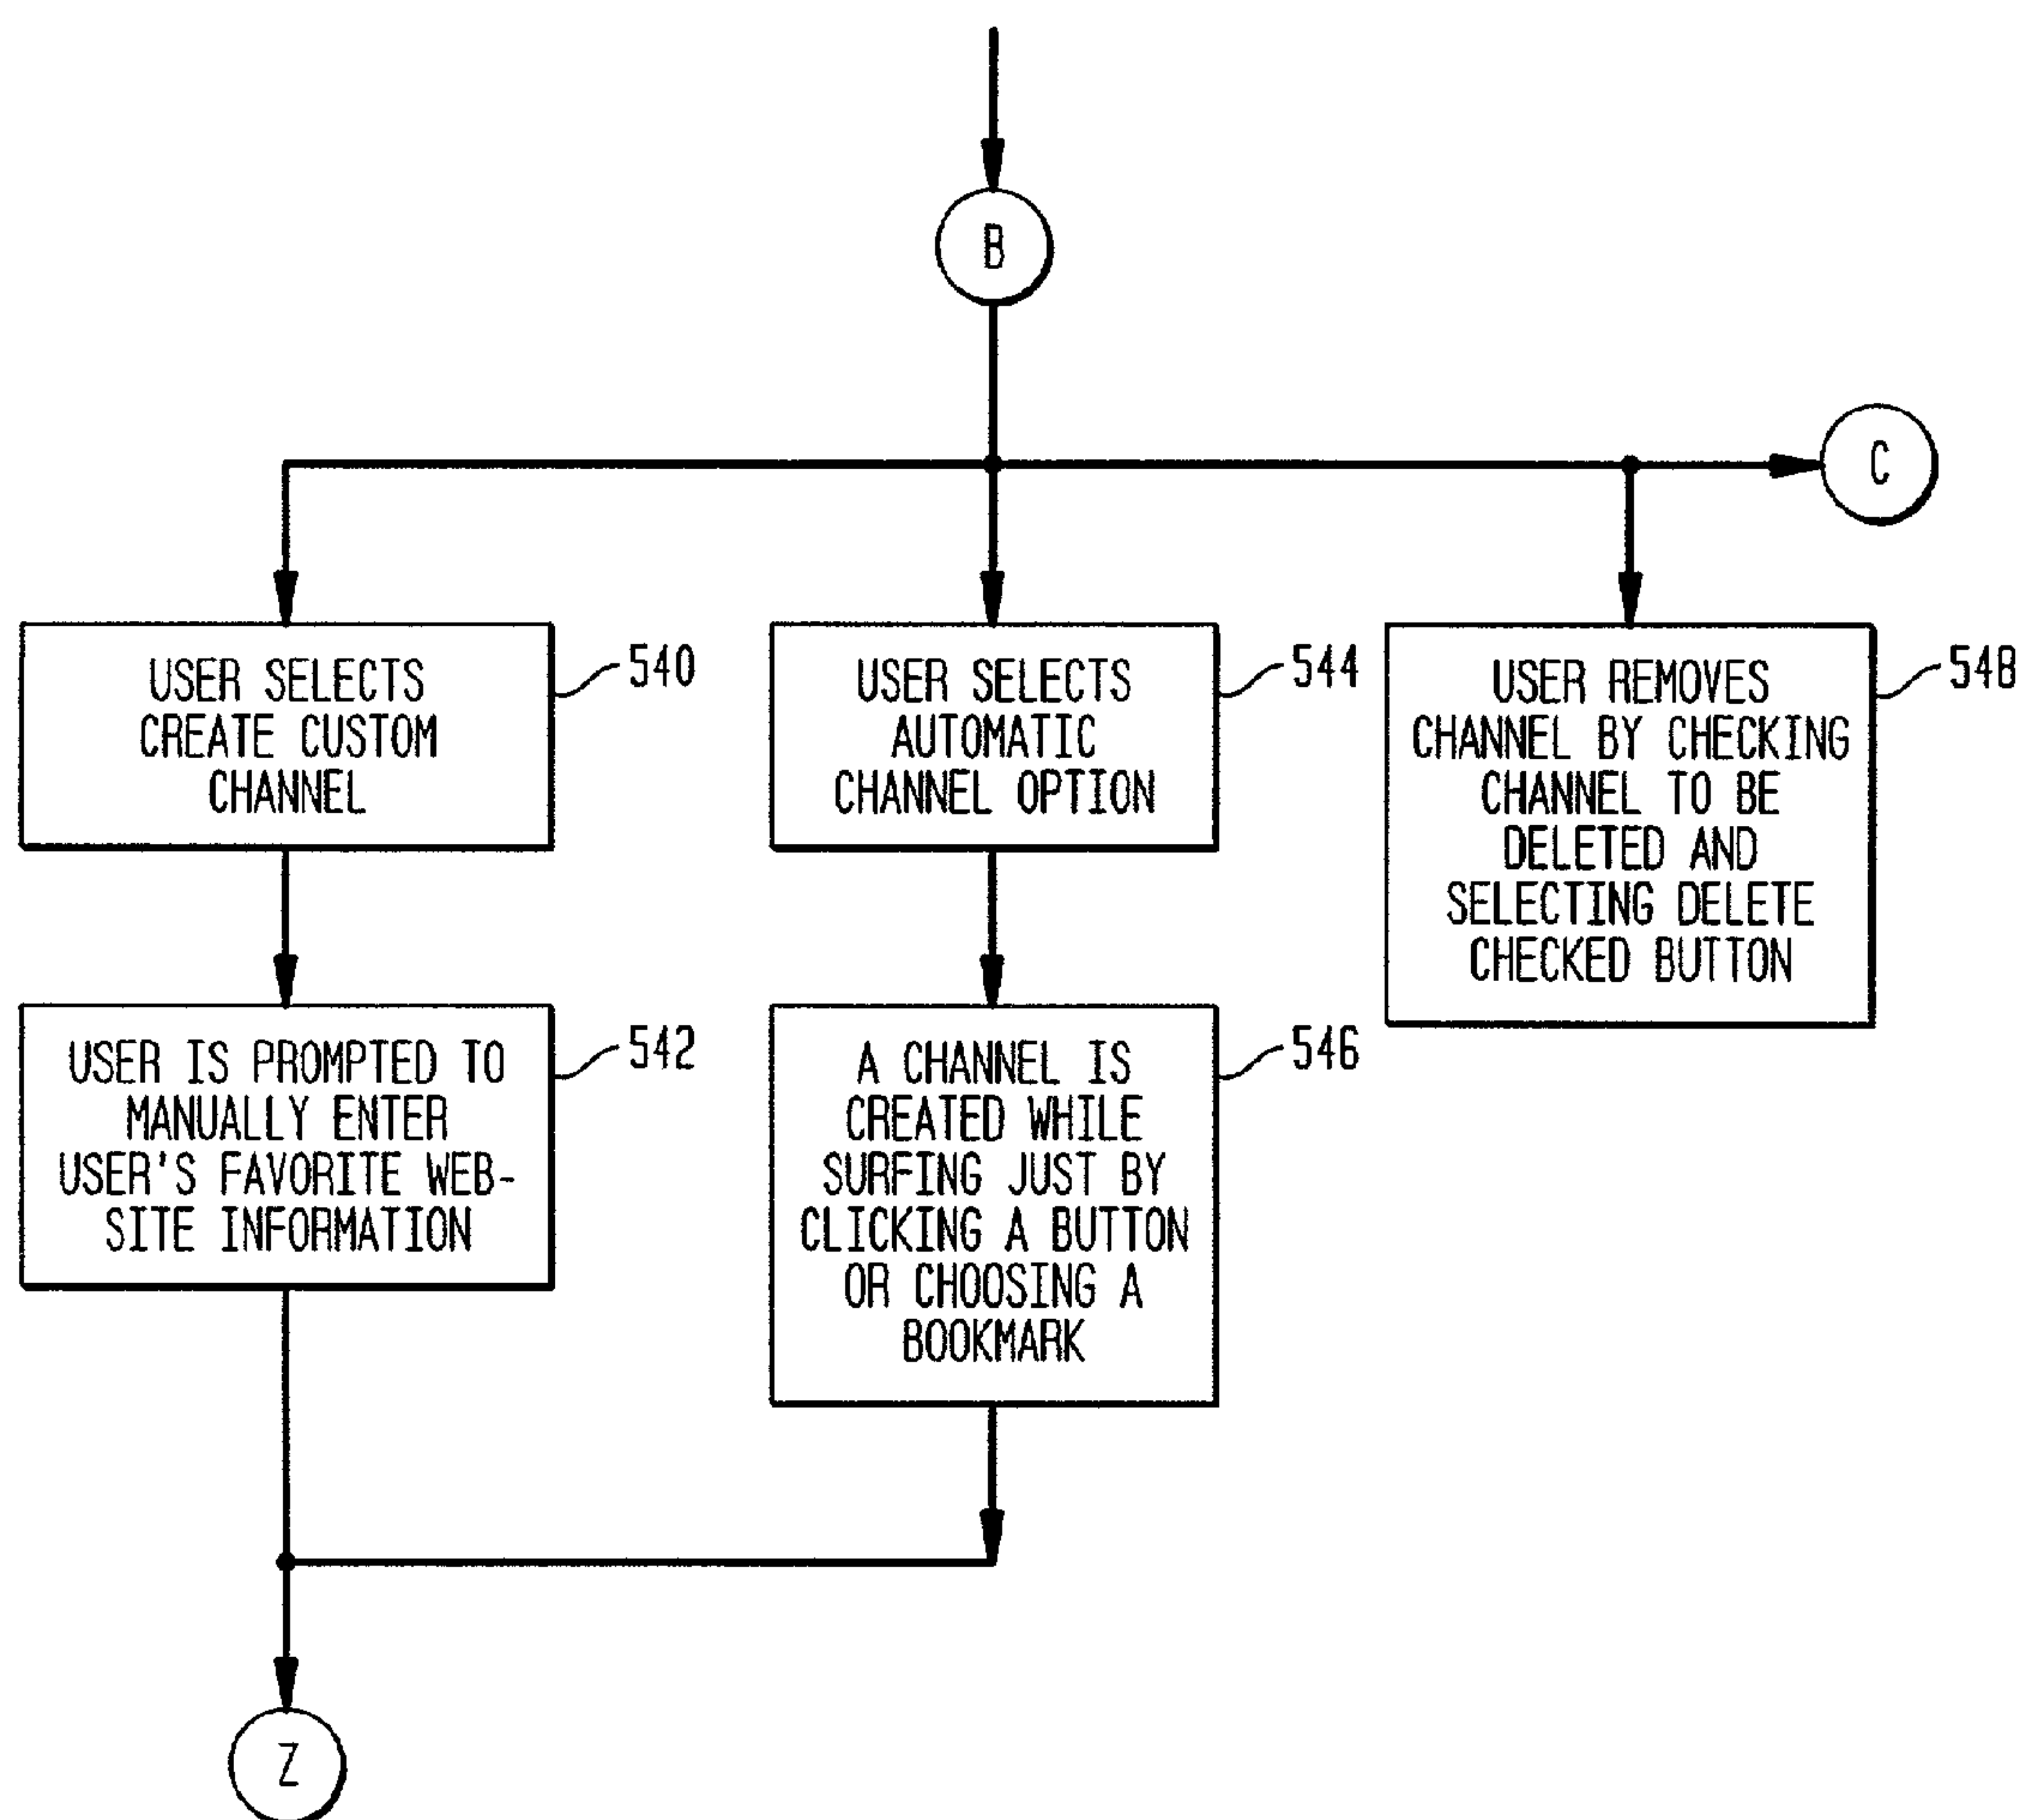 B
C
USER SELECTS
CREATE CUSTOM
CHANNEL
540
USER SELECTS
AUTOMATIC
CHANNEL OPTION
544
USER REMOVES
CHANNEL BY CHECKING
CHANNEL TO BE
DELETED AND
SELECTING DELETE
CHECKED BUTTON
548
USER IS PROMPTED TO
MANUALLY ENTER
USER'S FAVORITE WEB-
SITE INFORMATION
542
A CHANNEL IS
CREATED WHILE
SURFING JUST BY
CLICKING A BUTTON
OR CHOOSING A
BOOKMARK
546
Z